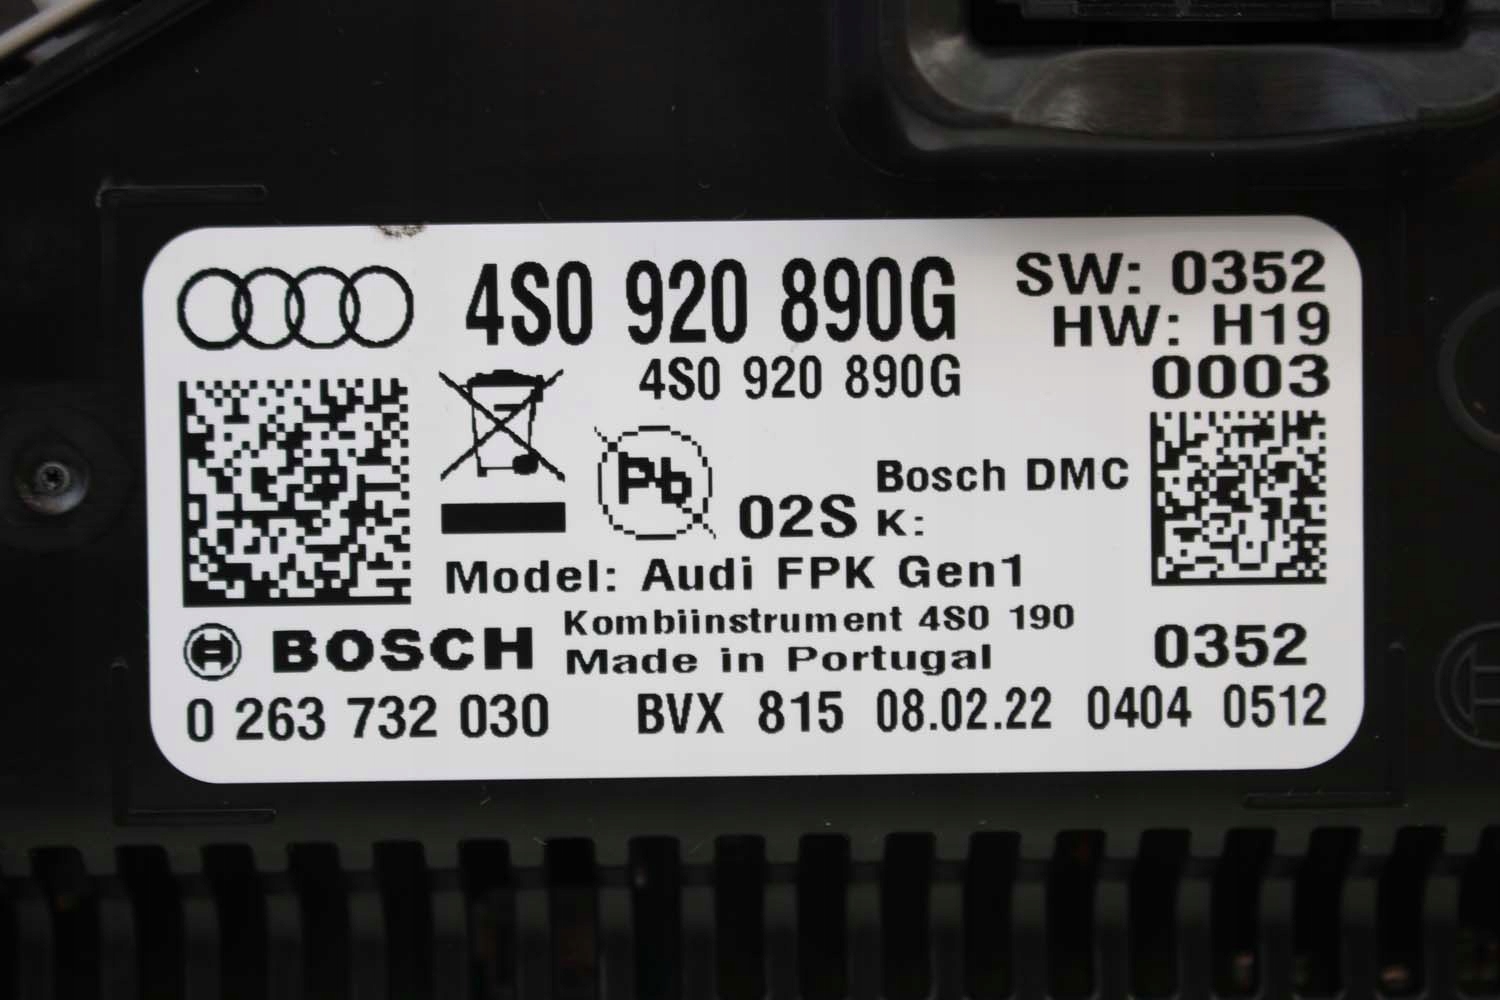 4S0 920 890G
SW: 0352
HW: H19
4S0 920 890G
0003
Pb
02S
Bosch DMC
K:
Model: Audi FPK Gen1
Kombiinstrument 4S0 190
BOSCH
Made in Portugal
0352
0 263 732 030 BVX 815 08.02.22 0404 0512